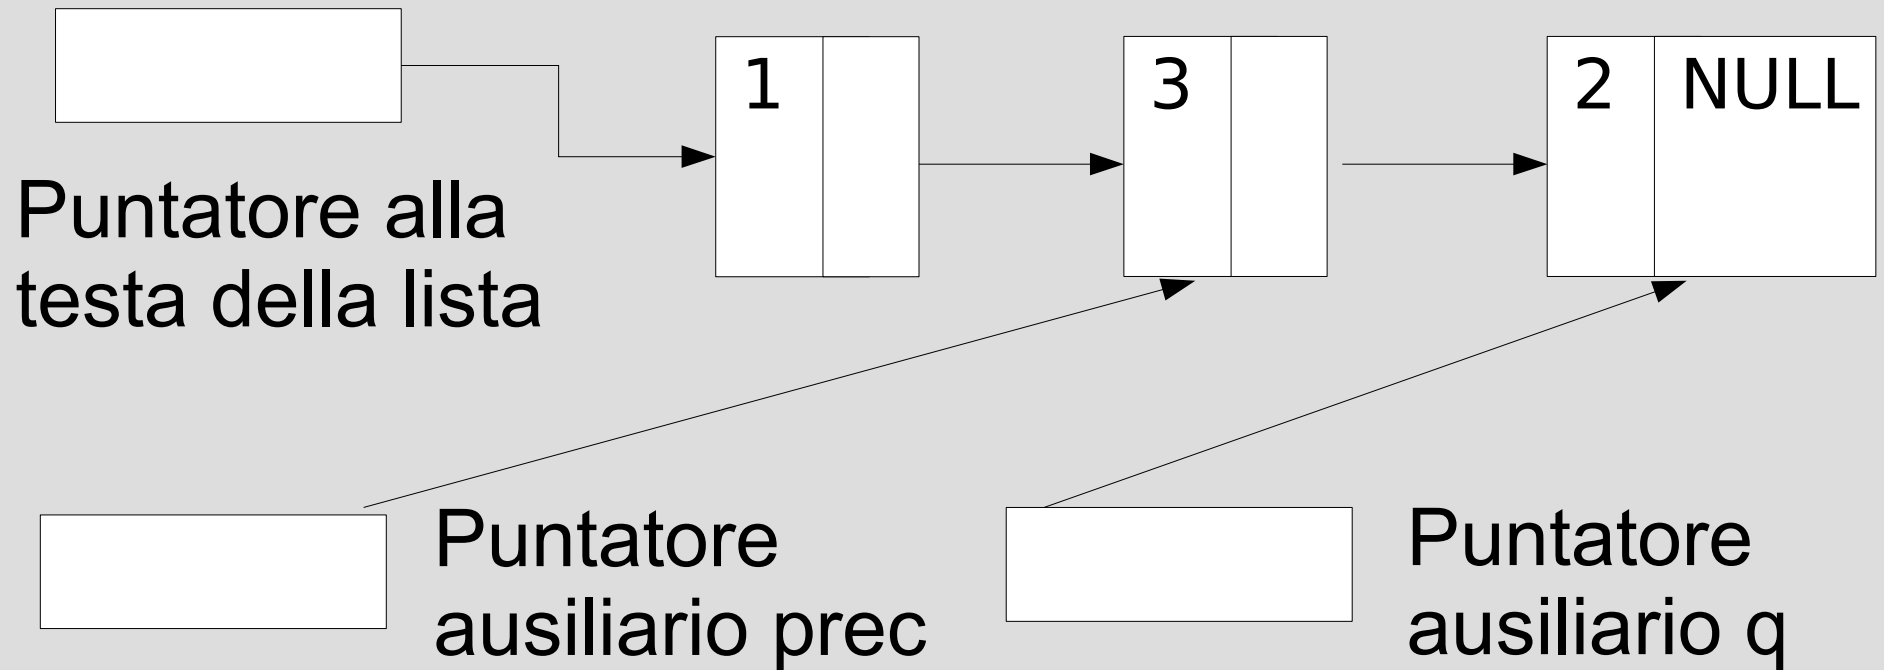 1
3
2 NULL
Puntatore alla
testa della lista
Puntatore
ausiliario prec
Puntatore
ausiliario q